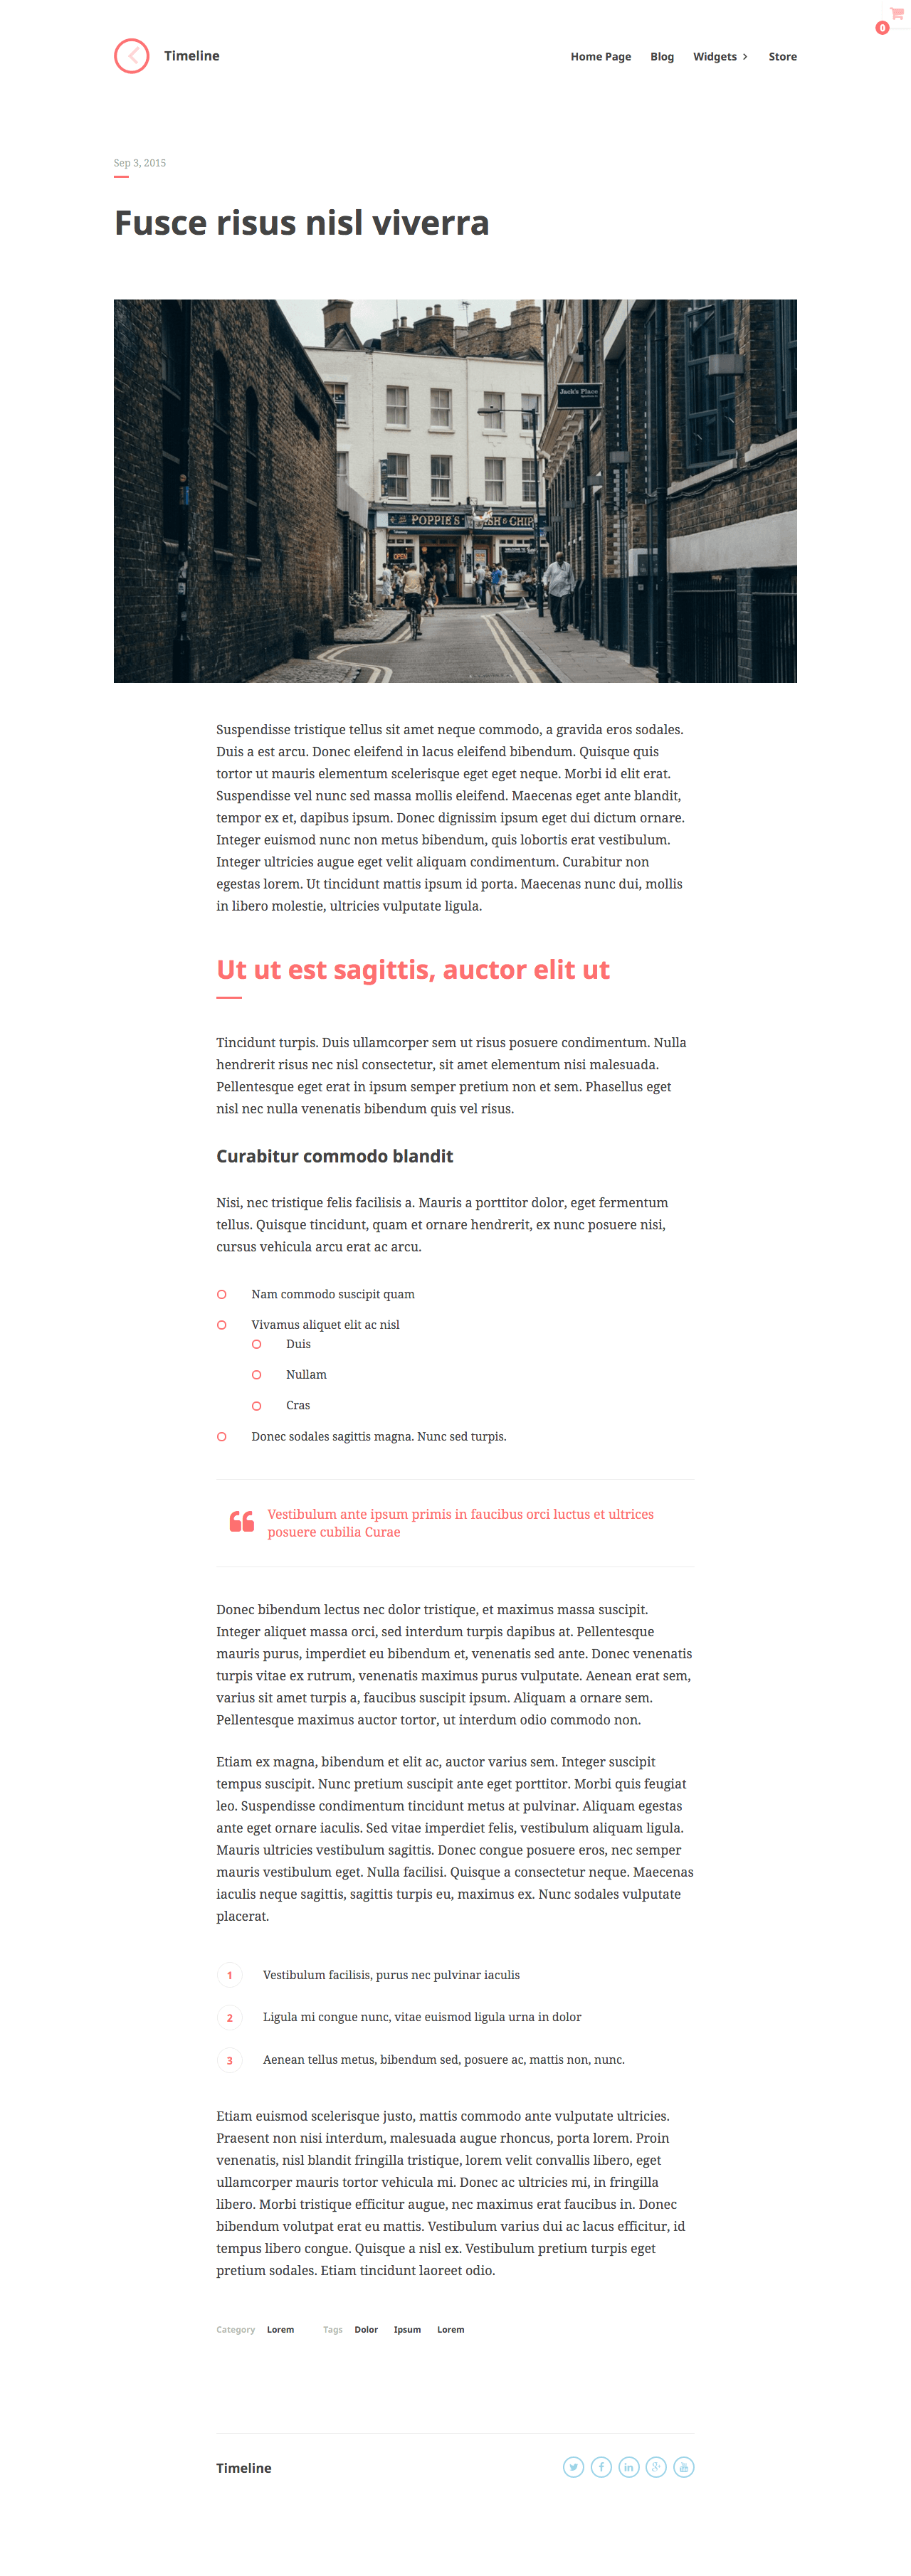 0
Timeline
Home Page Blog Widgets Store
Sep 3, 2015
Fusce risus nisl viverra
Jack's Place
POPPIE'S FISH & CHIP
OPEN
Suspendisse tristique tellus sit amet neque commodo, a gravida eros sodales.
Duis a est arcu. Donec eleifend in lacus eleifend bibendum. Quisque quis
tortor ut mauris elementum scelerisque eget eget neque. Morbi id elit erat.
Suspendisse vel nunc sed massa mollis eleifend. Maecenas eget ante blandit,
tempor ex et, dapibus ipsum. Donec dignissim ipsum eget dui dictum ornare.
Integer euismod nunc non metus bibendum, quis lobortis erat vestibulum.
Integer ultricies augue eget velit aliquam condimentum. Curabitur non
egestas lorem. Ut tincidunt mattis ipsum id porta. Maecenas nunc dui, mollis
in libero molestie, ultricies vulputate ligula.
Ut ut est sagittis, auctor elit ut
Tincidunt turpis. Duis ullamcorper sem ut risus posuere condimentum. Nulla
hendrerit risus nec nisl consectetur, sit amet elementum nisi malesuada.
Pellentesque eget erat in ipsum semper pretium non et sem. Phasellus eget
nisl nec nulla venenatis bibendum quis vel risus.
Curabitur commodo blandit
Nisi, nec tristique felis facilisis a. Mauris a porttitor dolor, eget fermentum
tellus. Quisque tincidunt, quam et ornare hendrerit, ex nunc posuere nisi,
cursus vehicula arcu erat ac arcu.
Nam commodo suscipit quam
Vivamus aliquet elit ac nisl
Duis
Nullam
Cras
Donec sodales sagittis magna. Nunc sed turpis.
Vestibulum ante ipsum primis in faucibus orci luctus et ultrices
posuere cubilia Curae
Donec bibendum lectus nec dolor tristique, et maximus massa suscipit.
Integer aliquet massa orci, sed interdum turpis dapibus at. Pellentesque
mauris purus, imperdiet eu bibendum et, venenatis sed ante. Donec venenatis
turpis vitae ex rutrum, venenatis maximus purus vulputate. Aenean erat sem,
varius sit amet turpis a, faucibus suscipit ipsum. Aliquam a ornare sem.
Pellentesque maximus auctor tortor, ut interdum odio commodo non.
Etiam ex magna, bibendum et elit ac, auctor varius sem. Integer suscipit
tempus suscipit. Nunc pretium suscipit ante eget porttitor. Morbi quis feugiat
leo. Suspendisse condimentum tincidunt metus at pulvinar. Aliquam egestas
ante eget ornare iaculis. Sed vitae imperdiet felis, vestibulum aliquam ligula.
Mauris ultricies vestibulum sagittis. Donec congue posuere eros, nec semper
mauris vestibulum eget. Nulla facilisi. Quisque a consectetur neque. Maecenas
iaculis neque sagittis, sagittis turpis eu, maximus ex. Nunc sodales vulputate
placerat.
1 Vestibulum facilisis, purus nec pulvinar iaculis
2 Ligula mi congue nunc, vitae euismod ligula urna in dolor
3 Aenean tellus metus, bibendum sed, posuere ac, mattis non, nunc.
Etiam euismod scelerisque justo, mattis commodo ante vulputate ultricies.
Praesent non nisi interdum, malesuada augue rhoncus, porta lorem. Proin
venenatis, nisl blandit fringilla tristique, lorem velit convallis libero, eget
ullamcorper mauris tortor vehicula mi. Donec ac ultricies mi, in fringilla
libero. Morbi tristique efficitur augue, nec maximus erat faucibus in. Donec
bibendum volutpat erat eu mattis. Vestibulum varius dui ac lacus efficitur, id
tempus libero congue. Quisque a nisl ex. Vestibulum pretium turpis eget
pretium sodales. Etiam tincidunt laoreet odio.
Category Lorem Tags Dolor Ipsum Lorem
Timeline